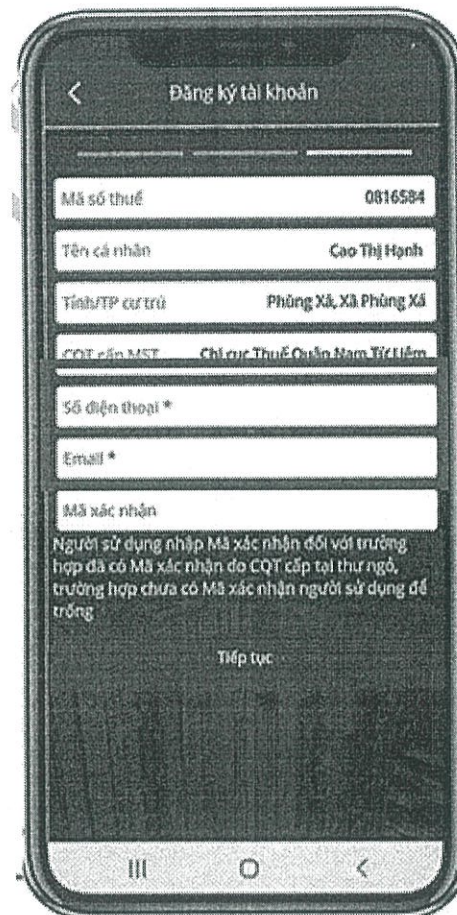 Đăng ký tài khoản
Mã số thuế 0816584
Tên cá nhân Cao Thị Hạnh
Tỉnh/TP cư trú Phùng Xá, Xã Phùng Xá
CQT cấp MST Chi cục Thuế Quận Nam Từ Liêm
Số điện thoại *
Email *
Mã xác nhận
Người sử dụng nhập Mã xác nhận đối với trường
hợp đã có Mã xác nhận do CQT cấp tại thư ngỏ,
trường hợp chưa có Mã xác nhận người sử dụng để
trống
Tiếp tục